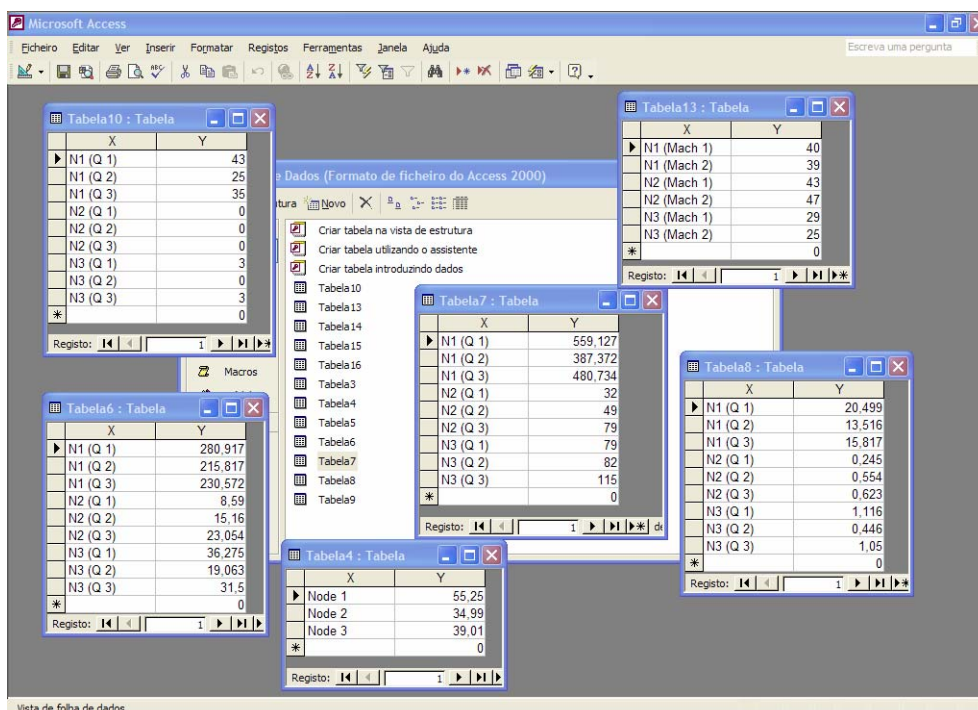 Microsoft Access
Ficheiro Editar Ver Inserir Formatar Registos Ferramentas Janela Ajuda
Escreva uma pergunta
Tabela10 : Tabela
X Y
N1 (Q 1) 43
N1 (Q 2) 25
N1 (Q 3) 35
N2 (Q 1) 0
N2 (Q 2) 0
N2 (Q 3) 0
N3 (Q 1) 3
N3 (Q 2) 0
N3 (Q 3) 3
* 0
Registo: 1
Tabela13 : Tabela
X Y
N1 (Mach 1) 40
N1 (Mach 2) 39
N2 (Mach 1) 43
N2 (Mach 2) 47
N3 (Mach 1) 29
N3 (Mach 2) 25
* 0
Registo: 1
e Dados (Formato de ficheiro do Access 2000)
tura Novo
Criar tabela na vista de estrutura
Criar tabela utilizando o assistente
Criar tabela introduzindo dados
Tabela10
Tabela13
Tabela14
Tabela15
Tabela16
Tabela3
Tabela4
Tabela5
Tabela6
Tabela7
Tabela8
Tabela9
Macros
Tabela7 : Tabela
X Y
N1 (Q 1) 559,127
N1 (Q 2) 387,372
N1 (Q 3) 480,734
N2 (Q 1) 32
N2 (Q 2) 49
N2 (Q 3) 79
N3 (Q 1) 79
N3 (Q 2) 82
N3 (Q 3) 115
* 0
Registo: 1 de
Tabela8 : Tabela
X Y
N1 (Q 1) 20,499
N1 (Q 2) 13,516
N1 (Q 3) 15,817
N2 (Q 1) 0,245
N2 (Q 2) 0,554
N2 (Q 3) 0,623
N3 (Q 1) 1,116
N3 (Q 2) 0,446
N3 (Q 3) 1,05
* 0
Registo: 1
Tabela6 : Tabela
X Y
N1 (Q 1) 280,917
N1 (Q 2) 215,817
N1 (Q 3) 230,572
N2 (Q 1) 8,59
N2 (Q 2) 15,16
N2 (Q 3) 23,054
N3 (Q 1) 36,275
N3 (Q 2) 19,063
N3 (Q 3) 31,5
* 0
Registo: 1
Tabela4 : Tabela
X Y
Node 1 55,25
Node 2 34,99
Node 3 39,01
* 0
Registo: 1
Vista de folha de dados